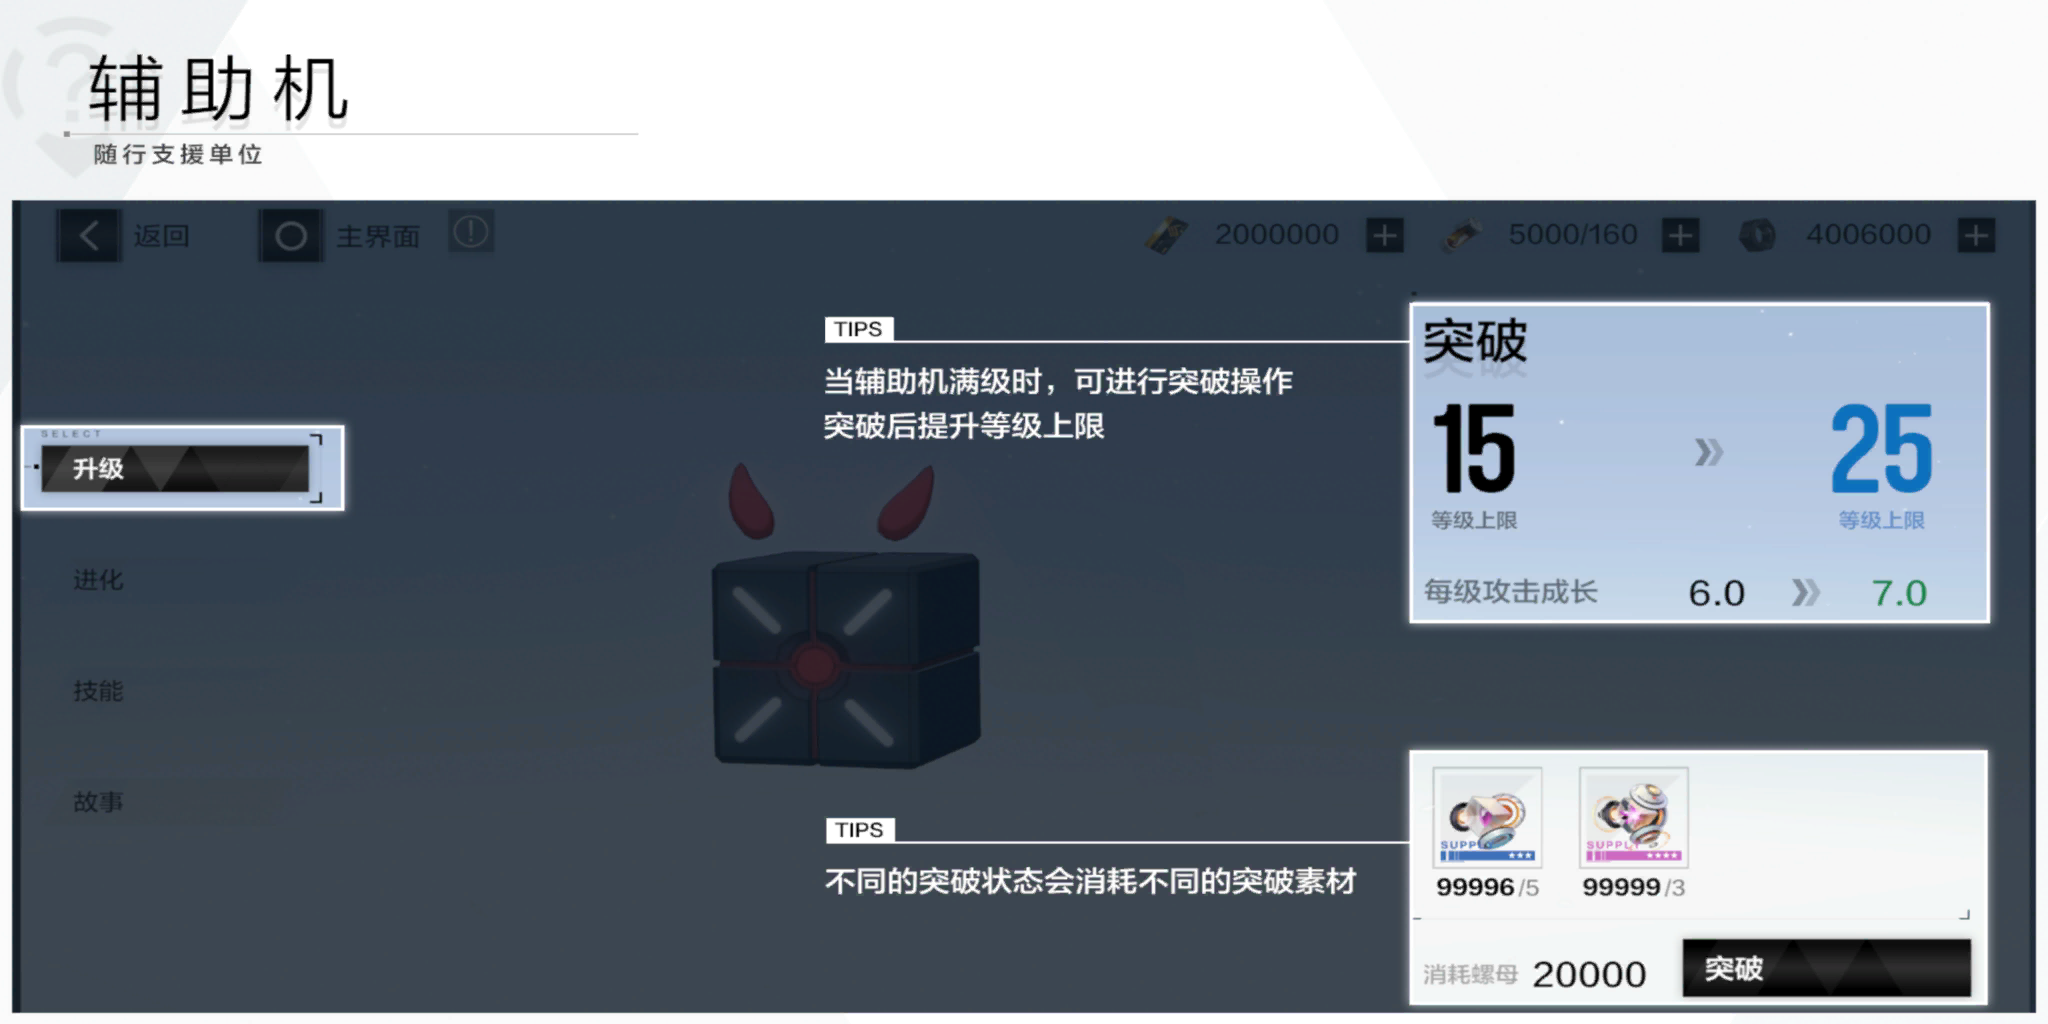 辅助机
随行支援单位
返回
主界面
2000000
5000/160
4006000
TIPS
当辅助机满级时，可进行突破操作
突破后提升等级上限
突破
15
25
等级上限
等级上限
每级攻击成长
6.0
7.0
SELECT
升级
进化
技能
故事
TIPS
不同的突破状态会消耗不同的突破素材
SUPPLY
99996/5
99999/3
消耗螺母 20000
突破